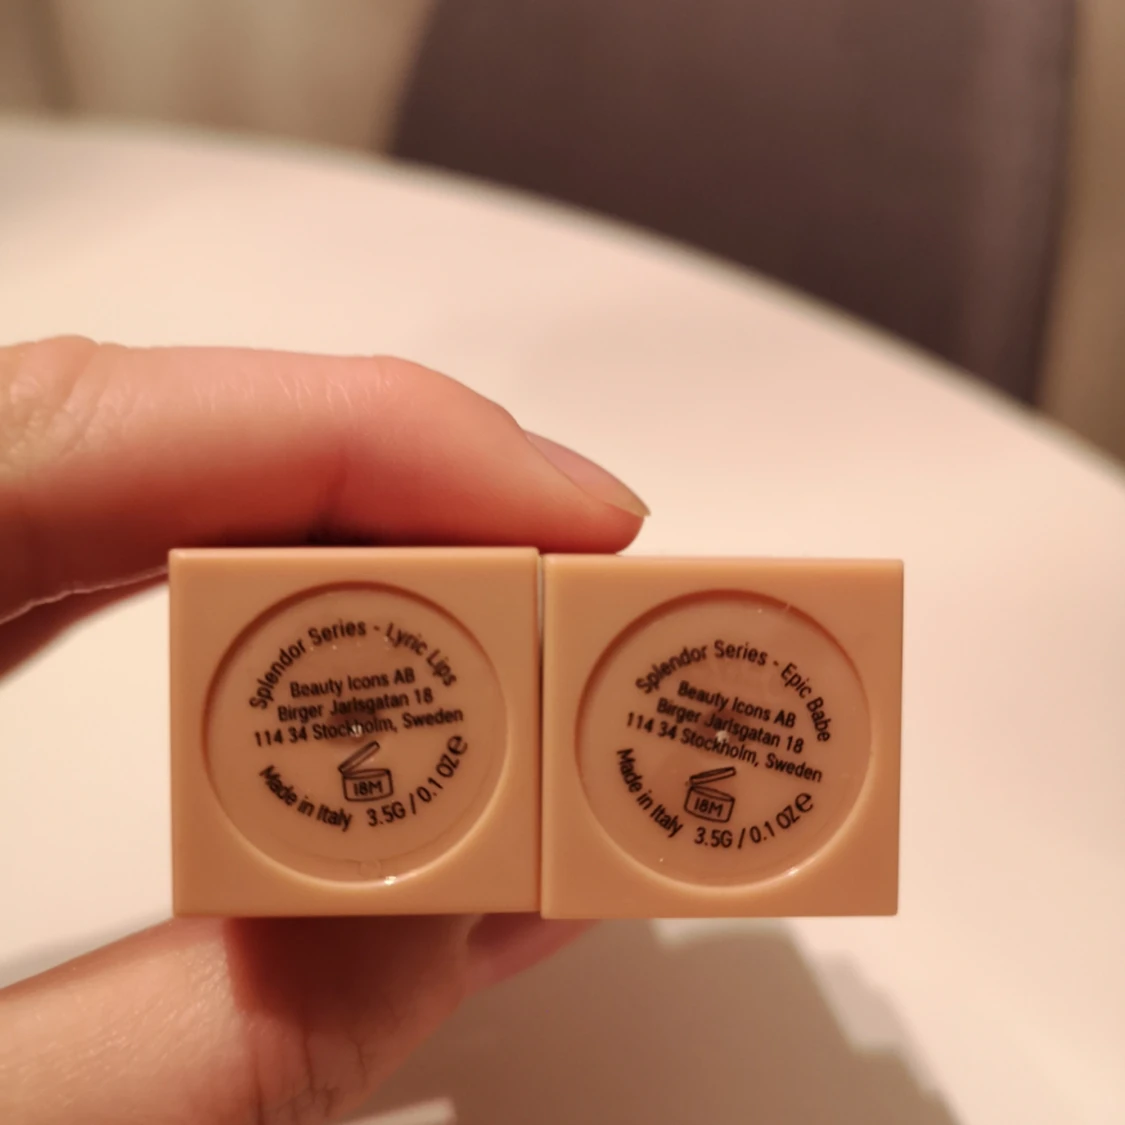 Splendor Series - Lyric Lips
Beauty Icons AB
Birger Jarlsgatan 18
114 34 Stockholm, Sweden
18M
Made in Italy 3.5G / 0.1 OZ ℮
Splendor Series - Epic Babe
Beauty Icons AB
Birger Jarlsgatan 18
114 34 Stockholm, Sweden
18M
Made in Italy 3.5G / 0.1 OZ ℮